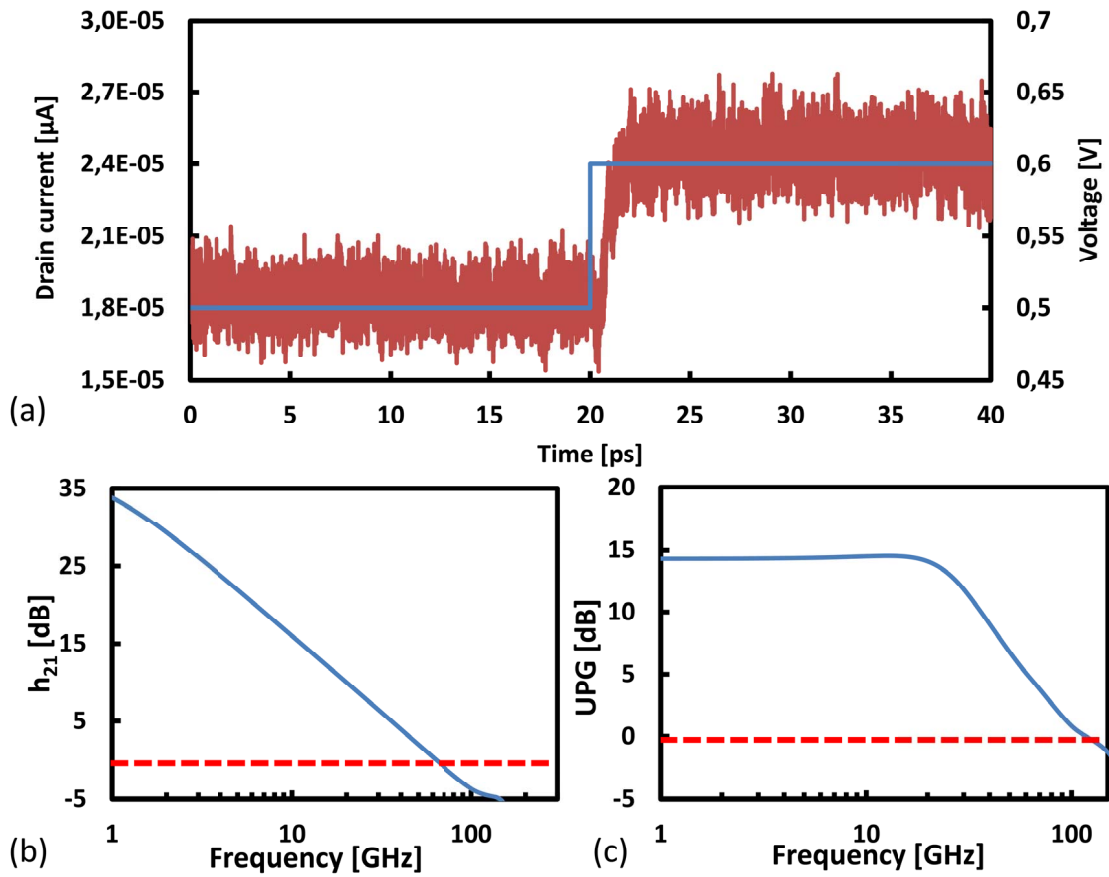 3,0E-05
2,7E-05
2,4E-05
2,1E-05
1,8E-05
1,5E-05
Drain current [µA]
0,7
0,65
0,6
0,55
0,5
0,45
Voltage [V]
0 5 10 15 20 25 30 35 40
Time [ps]
(a)
35
25
15
5
-5
h21 [dB]
1 10 100
Frequency [GHz]
(b)
20
15
10
5
0
-5
UPG [dB]
1 10 100
Frequency [GHz]
(c)